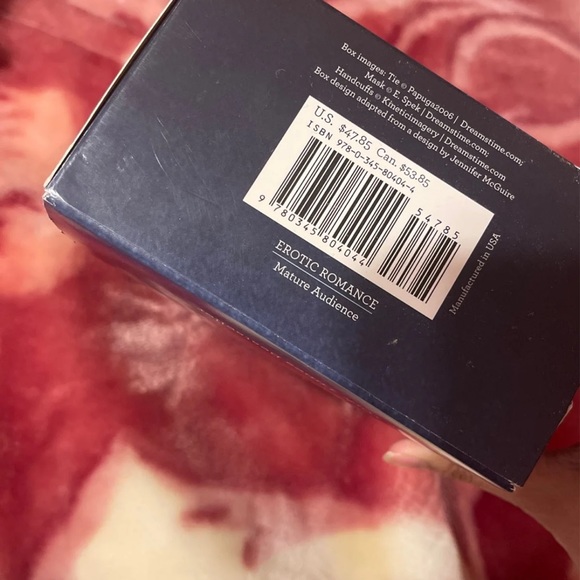 Box images: Tie © Papuga2006 | Dreamstime.com;
Mask © E. Spek | Dreamstime.com;
Handcuffs © Kineticimagery | Dreamstime.com
Box design adapted from a design by Jennifer McGuire
U.S. $47.85 Can. $53.85
ISBN 978-0-345-80404-4
54785
9 780345 804044
EROTIC ROMANCE
Mature Audience
Manufactured in USA